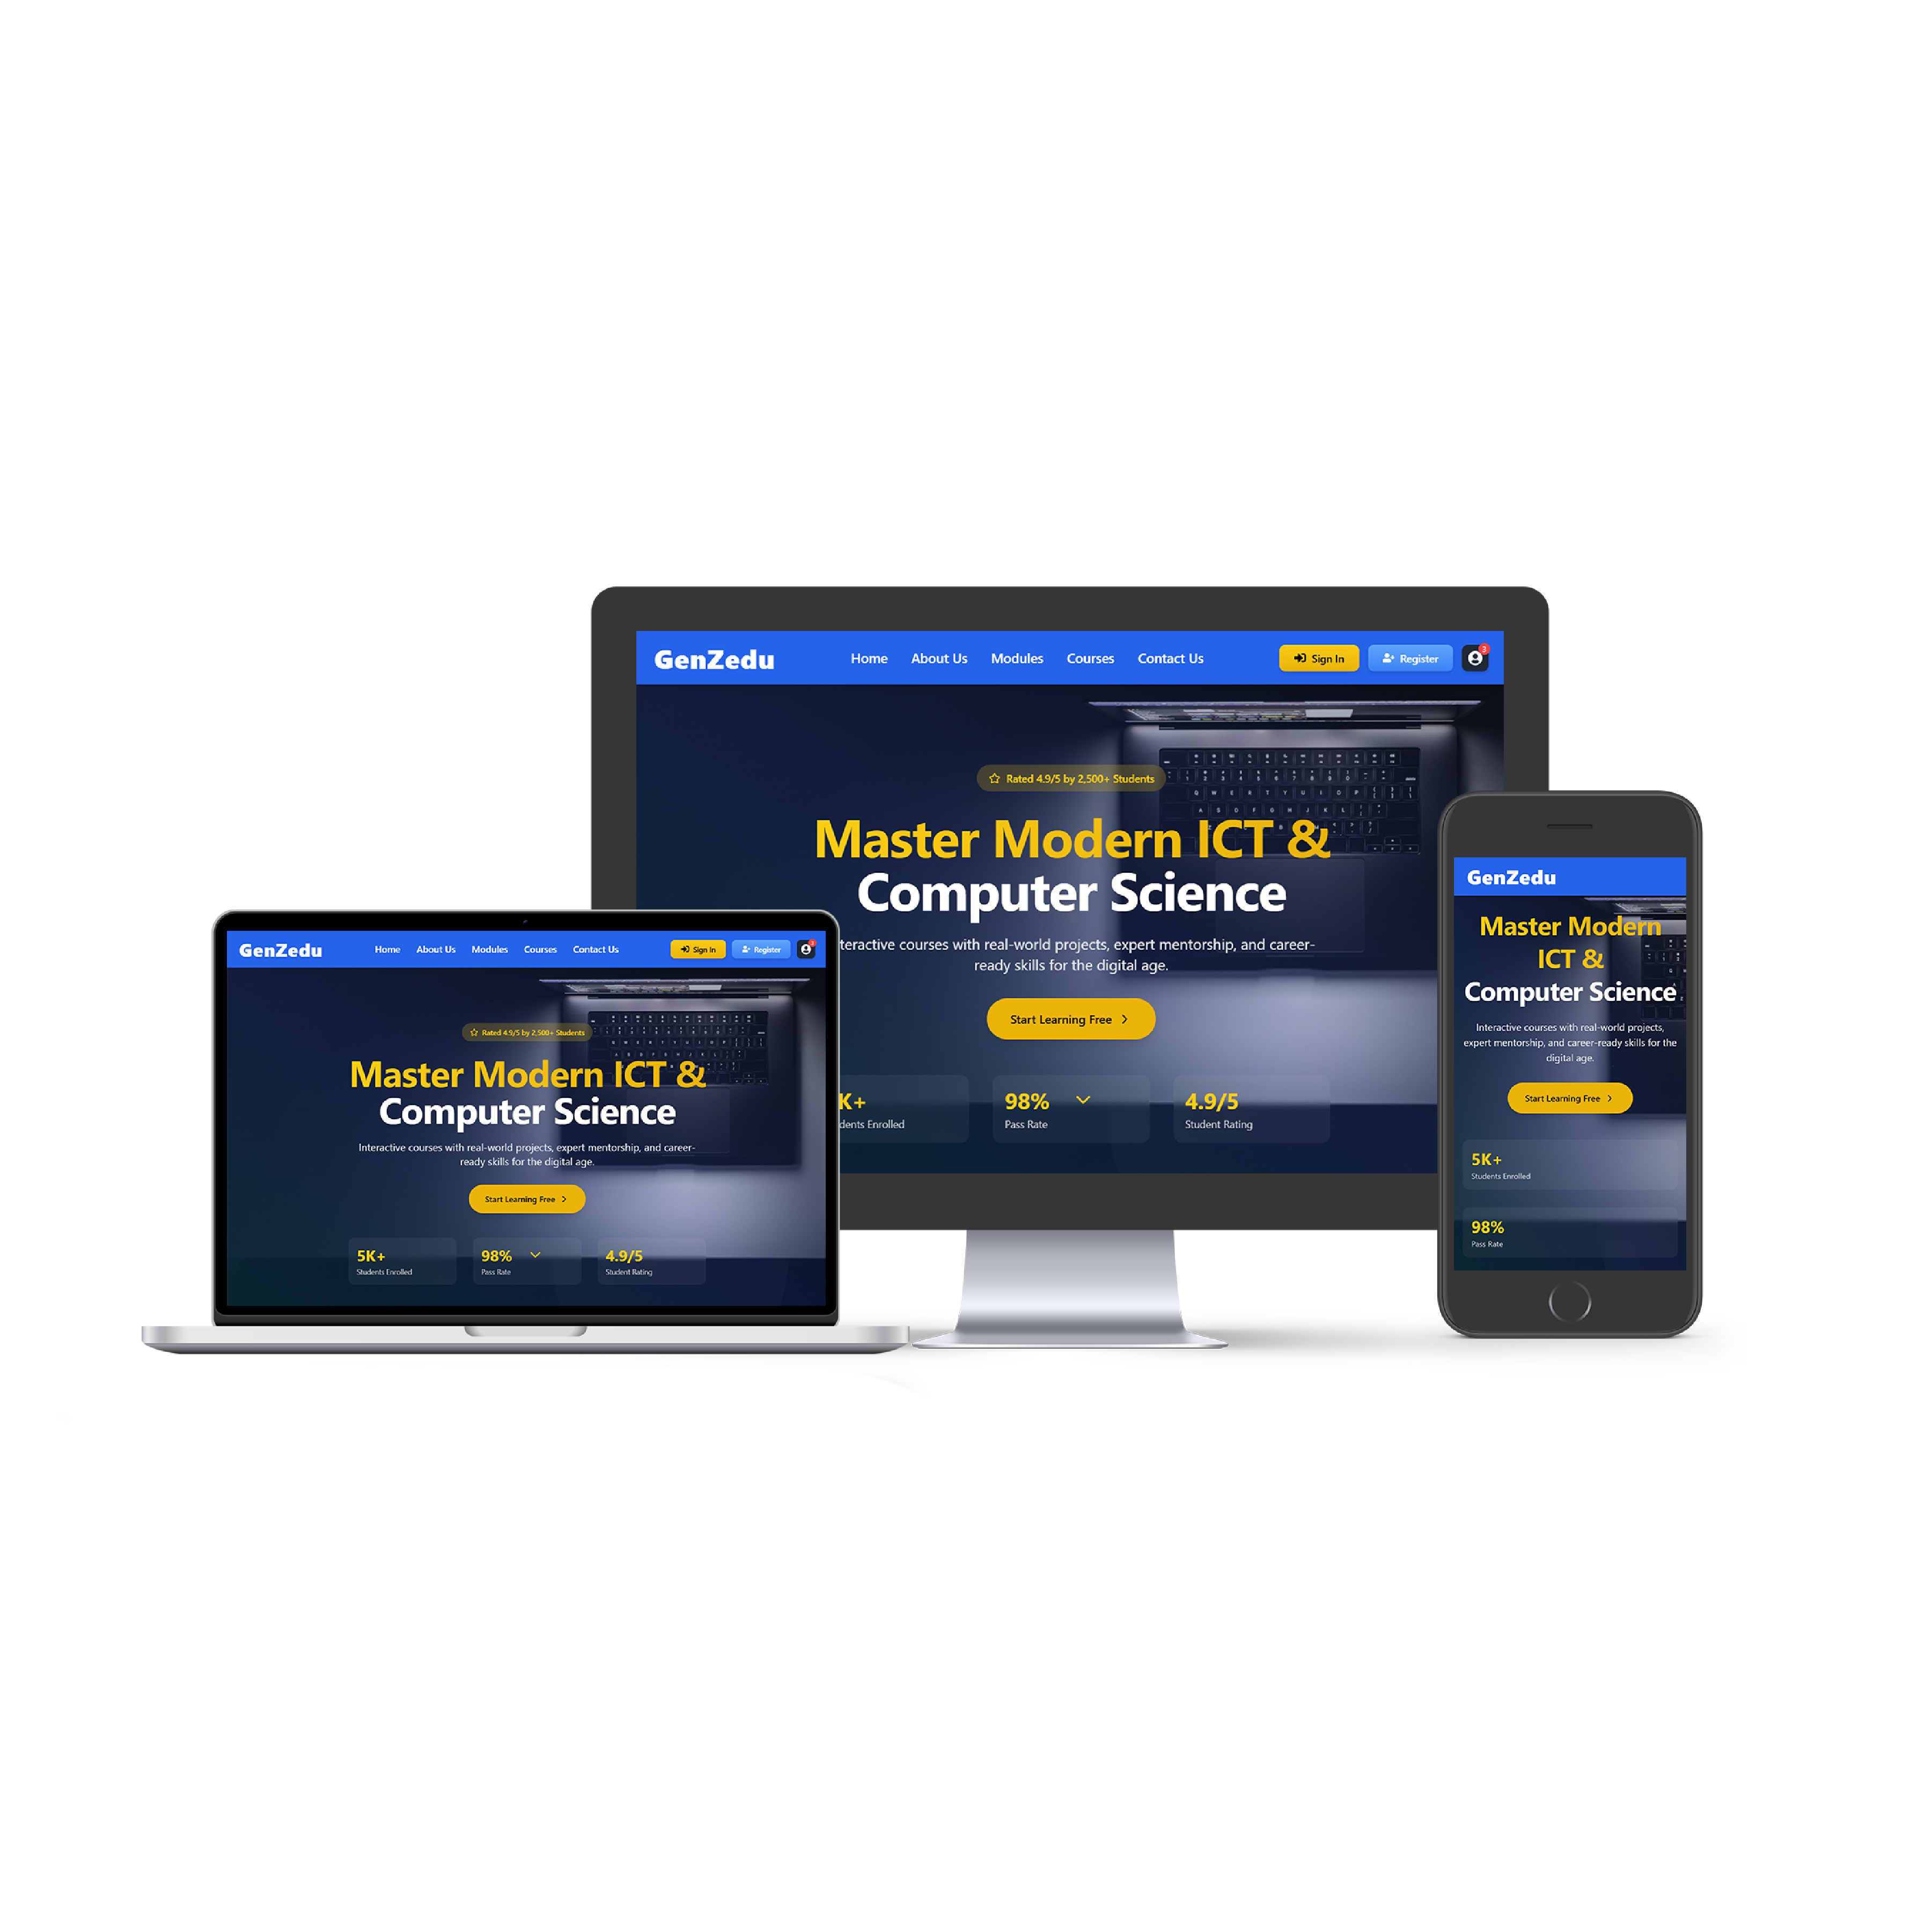 GenZedu Home About Us Modules Courses Contact Us Sign In Register 3
Rated 4.9/5 by 2,500+ Students
Master Modern ICT &
Computer Science
teractive courses with real-world projects, expert mentorship, and career-
ready skills for the digital age.
Start Learning Free
K+ 98% 4.9/5
dents Enrolled Pass Rate Student Rating
GenZedu Home About Us Modules Courses Contact Us Sign In Register
Rated 4.9/5 by 2,500+ Students
Master Modern ICT &
Computer Science
Interactive courses with real-world projects, expert mentorship, and career-
ready skills for the digital age.
Start Learning Free
5K+ 98% 4.9/5
Students Enrolled Pass Rate Student Rating
GenZedu
Master Modern
ICT &
Computer Science
Interactive courses with real-world projects,
expert mentorship, and career-ready skills for the
digital age.
Start Learning Free
5K+
Students Enrolled
98%
Pass Rate